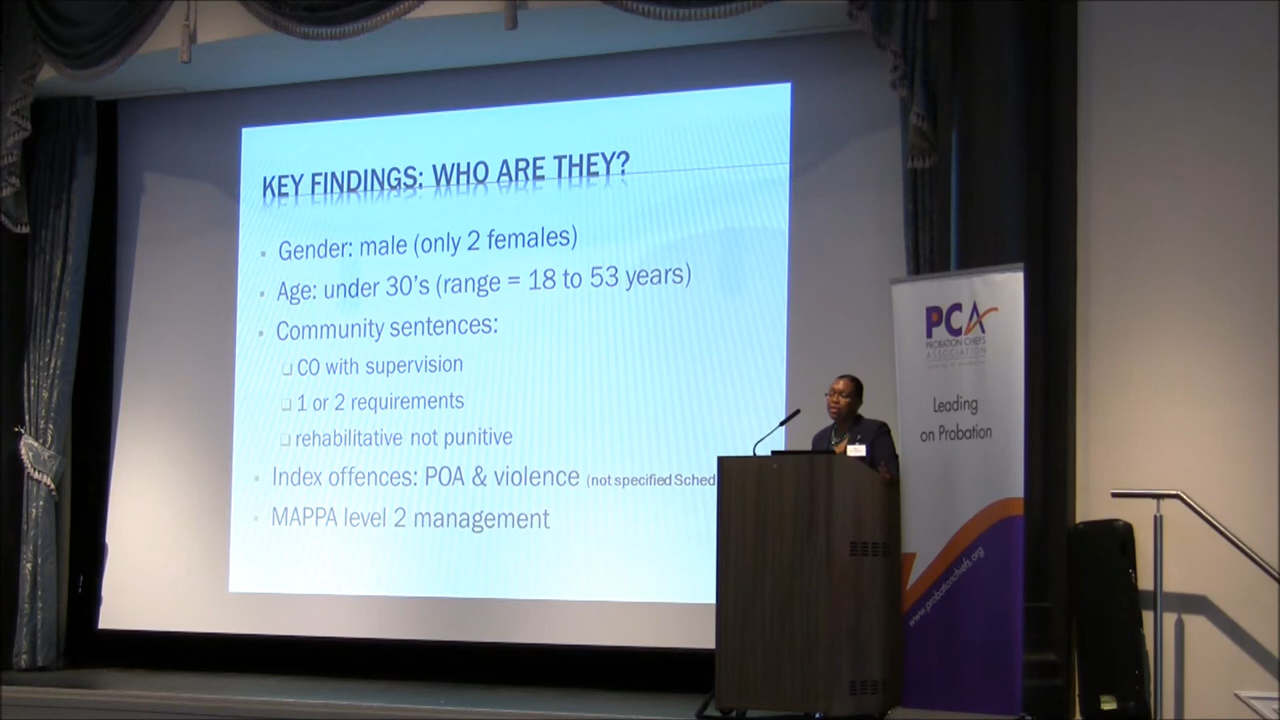 KEY FINDINGS: WHO ARE THEY?
Gender: male (only 2 females)
Age: under 30's (range = 18 to 53 years)
Community sentences:
CO with supervision
1 or 2 requirements
rehabilitative not punitive
Index offences: POA & violence (not specified Sched
MAPPA level 2 management
PCA
PROBATION CHIEFS
ASSOCIATION
Leading
on Probation
www.probationchiefs.org